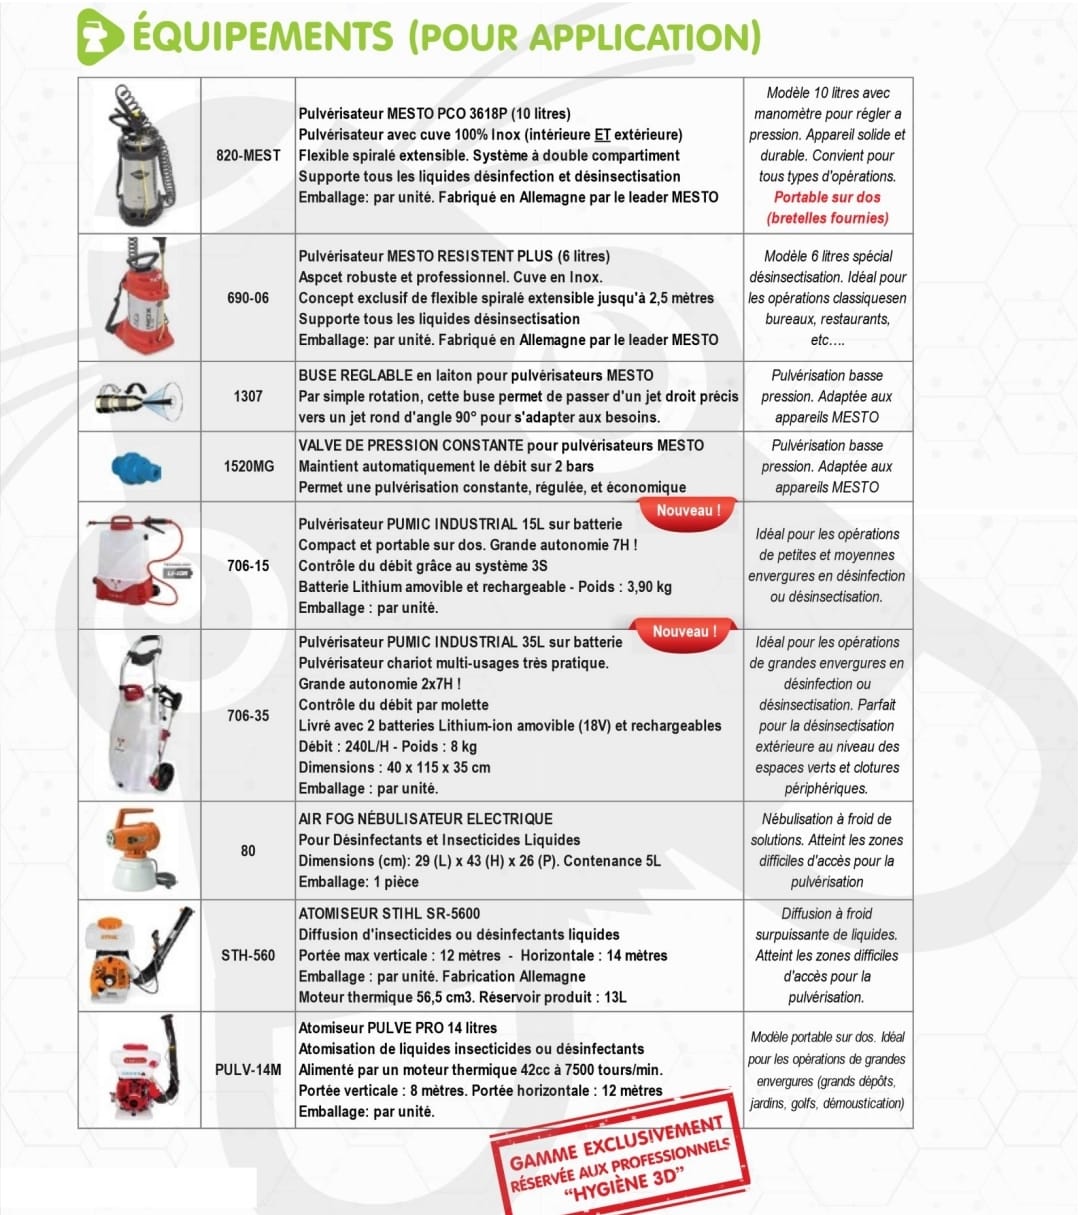 ÉQUIPEMENTS (POUR APPLICATION)
820-MEST
Pulvérisateur MESTO PCO 3618P (10 litres)
Pulvérisateur avec cuve 100% Inox (intérieure ET extérieure)
Flexible spiralé extensible. Système à double compartiment
Supporte tous les liquides désinfection et désinsectisation
Emballage: par unité. Fabriqué en Allemagne par le leader MESTO
Modèle 10 litres avec
manomètre pour régler a
pression. Appareil solide et
durable. Convient pour
tous types d'opérations.
Portable sur dos
(bretelles fournies)
690-06
Pulvérisateur MESTO RESISTENT PLUS (6 litres)
Aspcet robuste et professionnel. Cuve en Inox.
Concept exclusif de flexible spiralé extensible jusqu'à 2,5 mètres
Supporte tous les liquides désinsectisation
Emballage: par unité. Fabriqué en Allemagne par le leader MESTO
Modèle 6 litres spécial
désinsectisation. Idéal pour
les opérations classiquesen
bureaux, restaurants,
etc....
1307
BUSE REGLABLE en laiton pour pulvérisateurs MESTO
Par simple rotation, cette buse permet de passer d'un jet droit précis
vers un jet rond d'angle 90° pour s'adapter aux besoins.
Pulvérisation basse
pression. Adaptée aux
appareils MESTO
1520MG
VALVE DE PRESSION CONSTANTE pour pulvérisateurs MESTO
Maintient automatiquement le débit sur 2 bars
Permet une pulvérisation constante, régulée, et économique
Pulvérisation basse
pression. Adaptée aux
appareils MESTO
Nouveau !
LI-ION
706-15
Pulvérisateur PUMIC INDUSTRIAL 15L sur batterie
Compact et portable sur dos. Grande autonomie 7H !
Contrôle du débit grâce au système 3S
Batterie Lithium amovible et rechargeable - Poids : 3,90 kg
Emballage : par unité.
Idéal pour les opérations
de petites et moyennes
envergures en désinfection
ou désinsectisation.
Nouveau !
706-35
Pulvérisateur PUMIC INDUSTRIAL 35L sur batterie
Pulvérisateur chariot multi-usages très pratique.
Grande autonomie 2x7H !
Contrôle du débit par molette
Livré avec 2 batteries Lithium-ion amovible (18V) et rechargeables
Débit : 240L/H - Poids : 8 kg
Dimensions : 40 x 115 x 35 cm
Emballage : par unité.
Idéal pour les opérations
de grandes envergures en
désinfection ou
désinsectisation. Parfait
pour la désinsectisation
extérieure au niveau des
espaces verts et clotures
périphériques.
80
AIR FOG NÉBULISATEUR ELECTRIQUE
Pour Désinfectants et Insecticides Liquides
Dimensions (cm): 29 (L) x 43 (H) x 26 (P). Contenance 5L
Emballage: 1 pièce
Nébulisation à froid de
solutions. Atteint les zones
difficiles d'accès pour la
pulvérisation
STH-560
ATOMISEUR STIHL SR-5600
Diffusion d'insecticides ou désinfectants liquides
Portée max verticale : 12 mètres - Horizontale : 14 mètres
Emballage : par unité. Fabrication Allemagne
Moteur thermique 56,5 cm3. Réservoir produit : 13L
Diffusion à froid
surpuissante de liquides.
Atteint les zones difficiles
d'accès pour la
pulvérisation.
PULV-14M
Atomiseur PULVE PRO 14 litres
Atomisation de liquides insecticides ou désinfectants
Alimenté par un moteur thermique 42cc à 7500 tours/min.
Portée verticale : 8 mètres. Portée horizontale : 12 mètres
Emballage: par unité.
Modèle portable sur dos. Idéal
pour les opérations de grandes
envergures (grands dépôts,
jardins, golfs, démoustication)
GAMME EXCLUSIVEMENT
RÉSERVÉE AUX PROFESSIONNELS
"HYGIÈNE 3D"